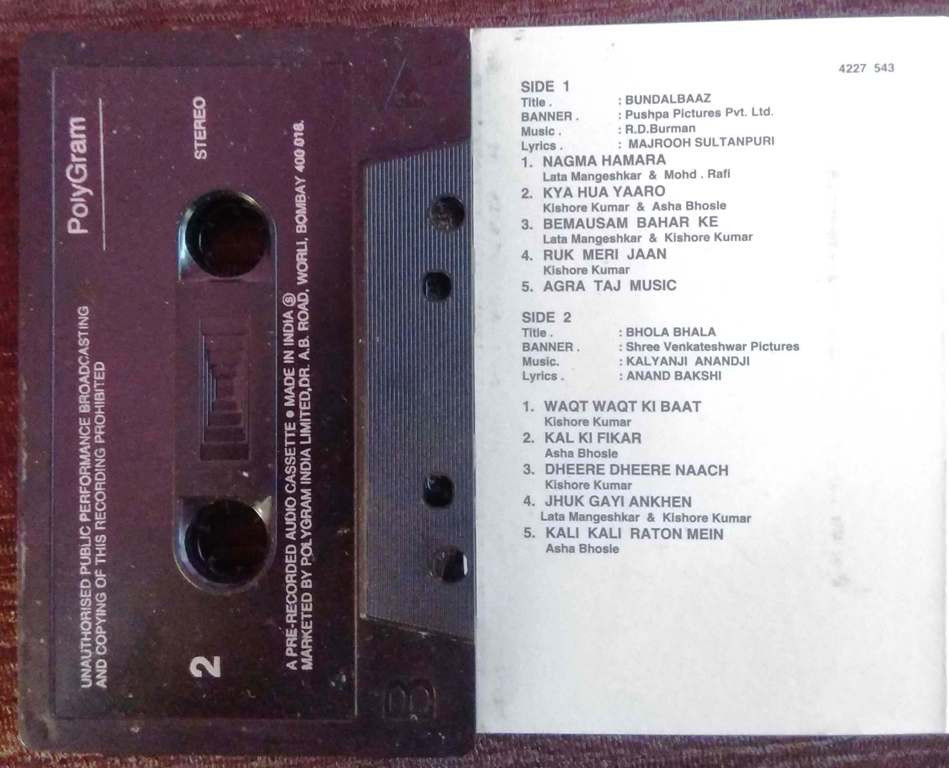 PolyGram
STEREO
UNAUTHORISED PUBLIC PERFORMANCE BROADCASTING
AND COPYING OF THIS RECORDING PROHIBITED
2
A PRE-RECORDED AUDIO CASSETTE ● MADE IN INDIA Ⓢ
MARKETED BY POLYGRAM INDIA LIMITED,DR. A.B. ROAD, WORLI, BOMBAY 400 018.
B
4227 543
SIDE 1
Title . : BUNDALBAAZ
BANNER . : Pushpa Pictures Pvt. Ltd.
Music . : R.D.Burman
Lyrics . : MAJROOH SULTANPURI
1. NAGMA HAMARA
Lata Mangeshkar & Mohd . Rafi
2. KYA HUA YAARO
Kishore Kumar & Asha Bhosle
3. BEMAUSAM BAHAR KE
Lata Mangeshkar & Kishore Kumar
4. RUK MERI JAAN
Kishore Kumar
5. AGRA TAJ MUSIC
SIDE 2
Title . : BHOLA BHALA
BANNER . : Shree Venkateshwar Pictures
Music. : KALYANJI ANANDJI
Lyrics . : ANAND BAKSHI
1. WAQT WAQT KI BAAT
Kishore Kumar
2. KAL KI FIKAR
Asha Bhosle
3. DHEERE DHEERE NAACH
Kishore Kumar
4. JHUK GAYI ANKHEN
Lata Mangeshkar & Kishore Kumar
5. KALI KALI RATON MEIN
Asha Bhosle